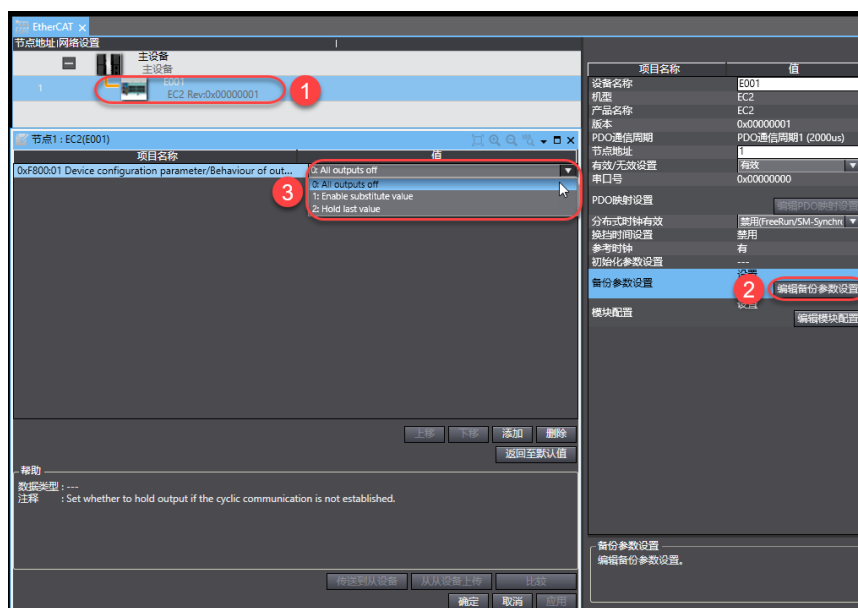 EtherCAT
节点地址|网络设置
主设备
主设备
1
E001
EC2 Rev:0x00000001
1
节点1 : EC2(E001)
项目名称 值
0xF800:01 Device configuration parameter/Behaviour of out... 0: All outputs off
0: All outputs off
1: Enable substitute value
2: Hold last value
3
上移 下移 添加 删除
返回至默认值
帮助
数据类型 : ---
注释 : Set whether to hold output if the cyclic communication is not established.
传送到从设备 从从设备上传 比较
确定 取消 应用
项目名称 值
设备名称 E001
机型 EC2
产品名称 EC2
版本 0x00000001
PDO通信周期 PDO通信周期1 (2000us)
节点地址 1
有效/无效设置 有效
串口号 0x00000000
PDO映射设置 编辑PDO映射设置
分布式时钟有效 禁用(FreeRun/SM-Synchr
换挡时间设置 禁用
参考时钟 有
初始化参数设置 ---
备份参数设置 设置
2 编辑备份参数设置
模块配置 设置
编辑模块配置
备份参数设置
编辑备份参数设置。